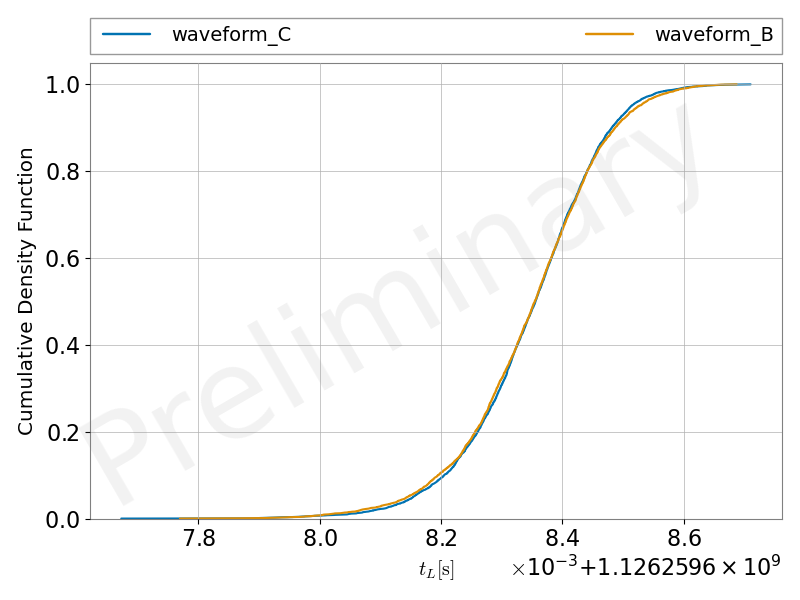 waveform_C waveform_B
1.0
0.8
0.6
0.4
0.2
0.0
Cumulative Density Function
Preliminary
7.8 8.0 8.2 8.4 8.6
t_L[s] ×10⁻³+1.1262596 × 10⁹